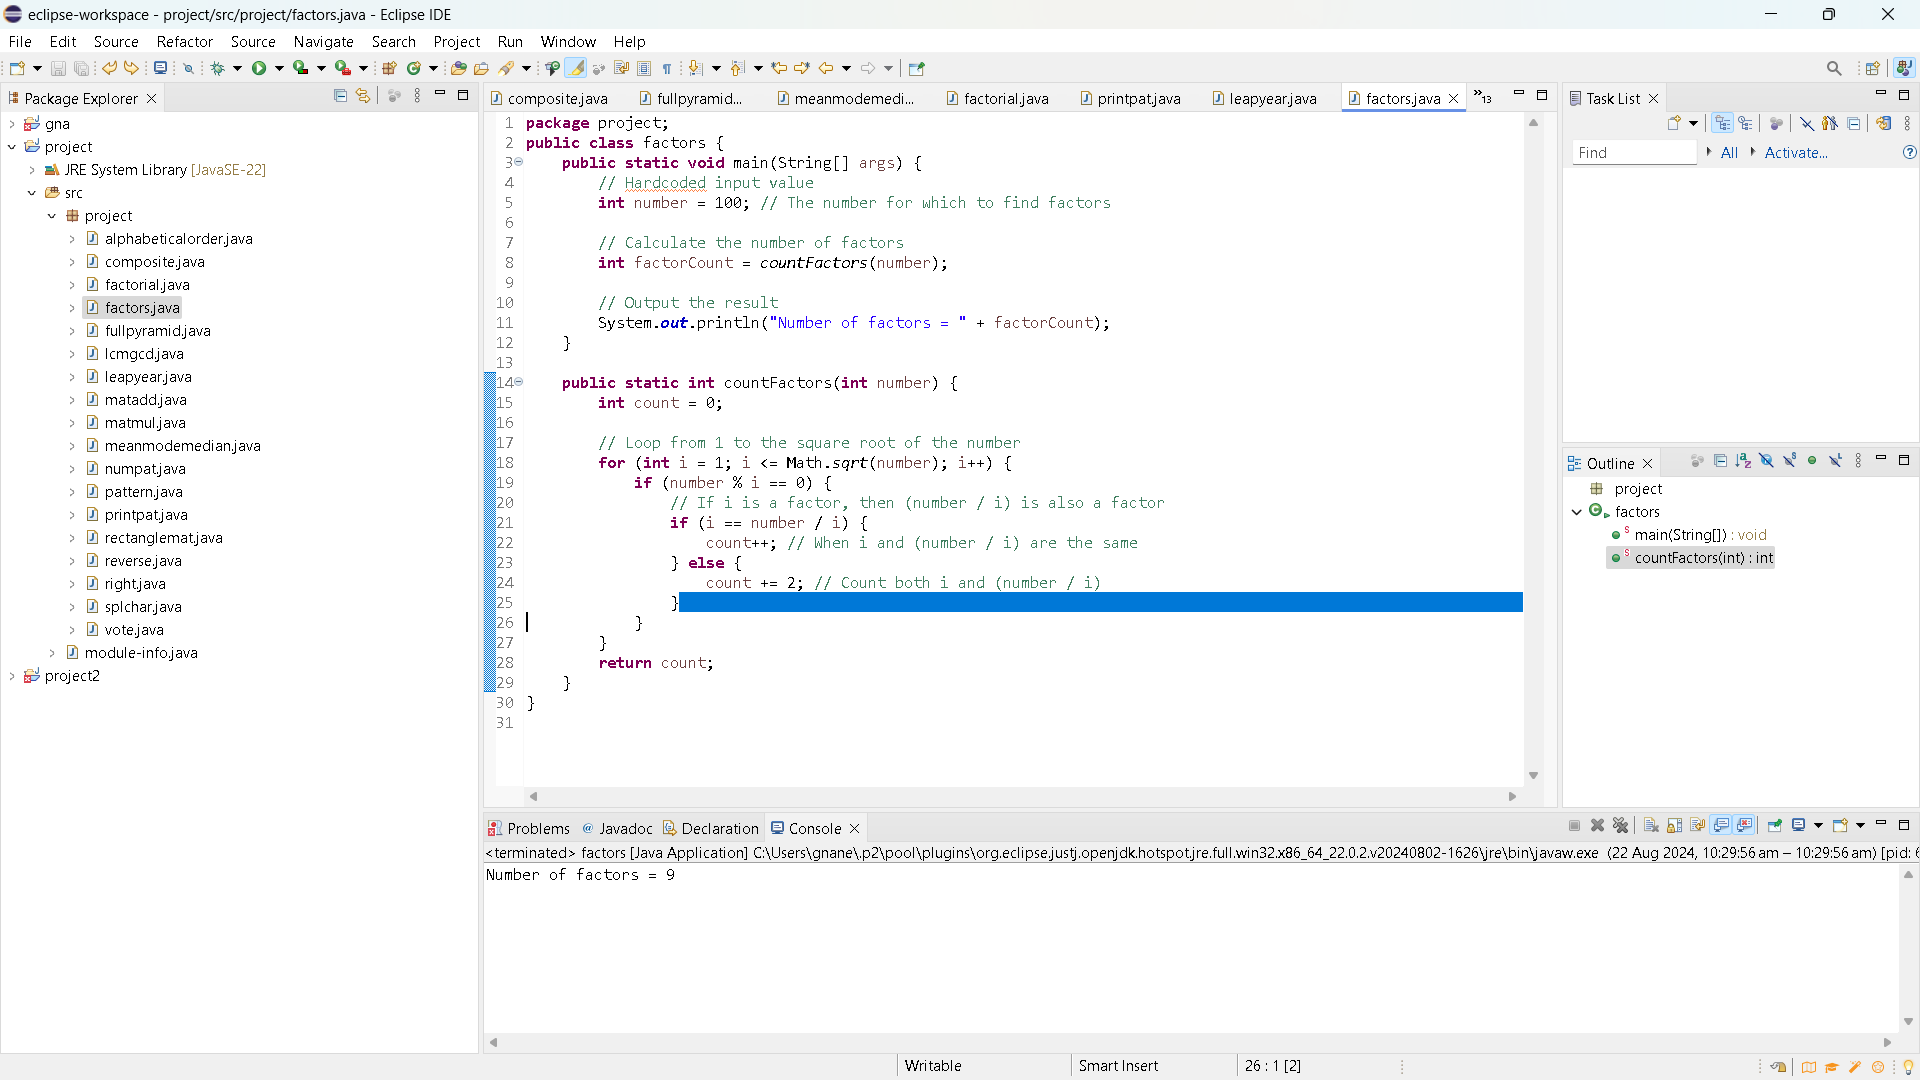 eclipse-workspace - project/src/project/factors.java - Eclipse IDE
File Edit Source Refactor Source Navigate Search Project Run Window Help
Package Explorer
gna
project
JRE System Library [JavaSE-22]
src
project
alphabeticalorder.java
composite.java
factorial.java
factors.java
fullpyramid.java
lcmgcd.java
leapyear.java
matadd.java
matmul.java
meanmodemedian.java
numpat.java
pattern.java
printpat.java
rectanglemat.java
reverse.java
right.java
splchar.java
vote.java
module-info.java
project2
composite.java fullpyramid... meanmodemedi... factorial.java printpat.java leapyear.java factors.java »13
1 package project;
2 public class factors {
3 public static void main(String[] args) {
4 // Hardcoded input value
5 int number = 100; // The number for which to find factors
6
7 // Calculate the number of factors
8 int factorCount = countFactors(number);
9
10 // Output the result
11 System.out.println("Number of factors = " + factorCount);
12 }
13
14 public static int countFactors(int number) {
15 int count = 0;
16
17 // Loop from 1 to the square root of the number
18 for (int i = 1; i <= Math.sqrt(number); i++) {
19 if (number % i == 0) {
20 // If i is a factor, then (number / i) is also a factor
21 if (i == number / i) {
22 count++; // When i and (number / i) are the same
23 } else {
24 count += 2; // Count both i and (number / i)
25 }
26 }
27 }
28 return count;
29 }
30 }
31
Task List
Find All Activate...
Outline
project
factors
main(String[]) : void
countFactors(int) : int
Problems @ Javadoc Declaration Console
<terminated> factors [Java Application] C:\Users\gnane\.p2\pool\plugins\org.eclipse.justj.openjdk.hotspot.jre.full.win32.x86_64_22.0.2.v20240802-1626\jre\bin\javaw.exe (22 Aug 2024, 10:29:56 am – 10:29:56 am) [pid: 6
Number of factors = 9
Writable Smart Insert 26 : 1 [2]